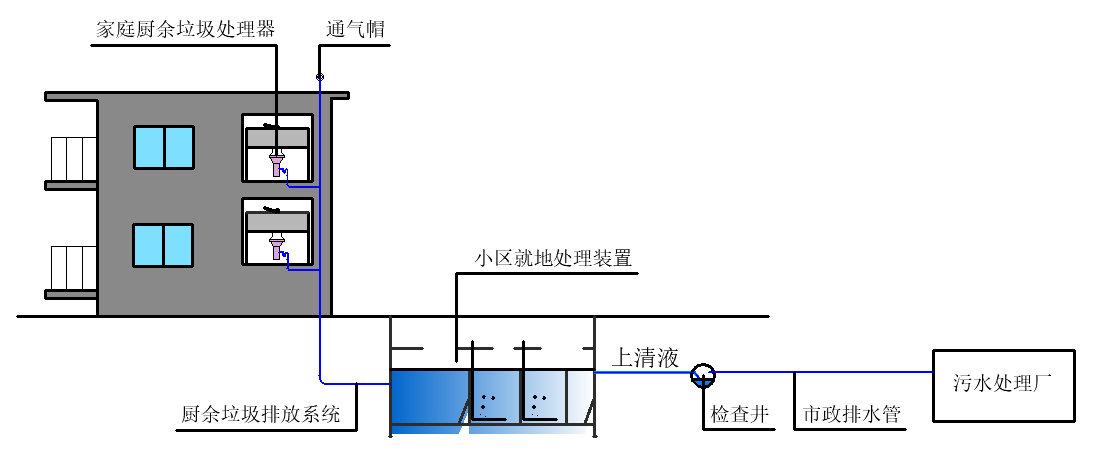 家庭厨余垃圾处理器
通气帽
小区就地处理装置
上清液
污水处理厂
厨余垃圾排放系统
检查井
市政排水管